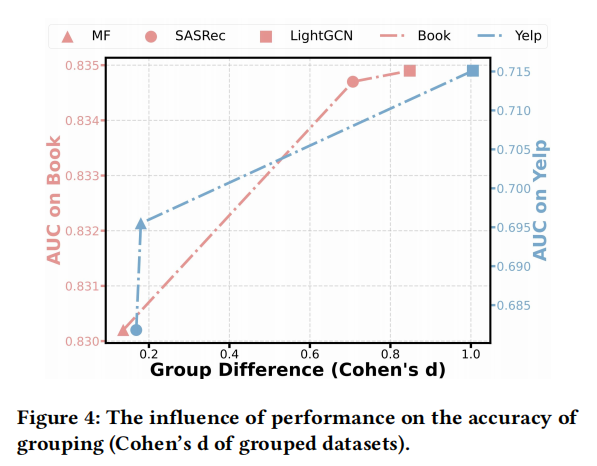 MF SASRec LightGCN Book Yelp
AUC on Book
0.835
0.834
0.833
0.832
0.831
0.830
0.715
0.710
0.705
0.700
0.695
0.690
0.685
AUC on Yelp
0.2 0.4 0.6 0.8 1.0
Group Difference (Cohen's d)
Figure 4: The influence of performance on the accuracy of
grouping (Cohen's d of grouped datasets).